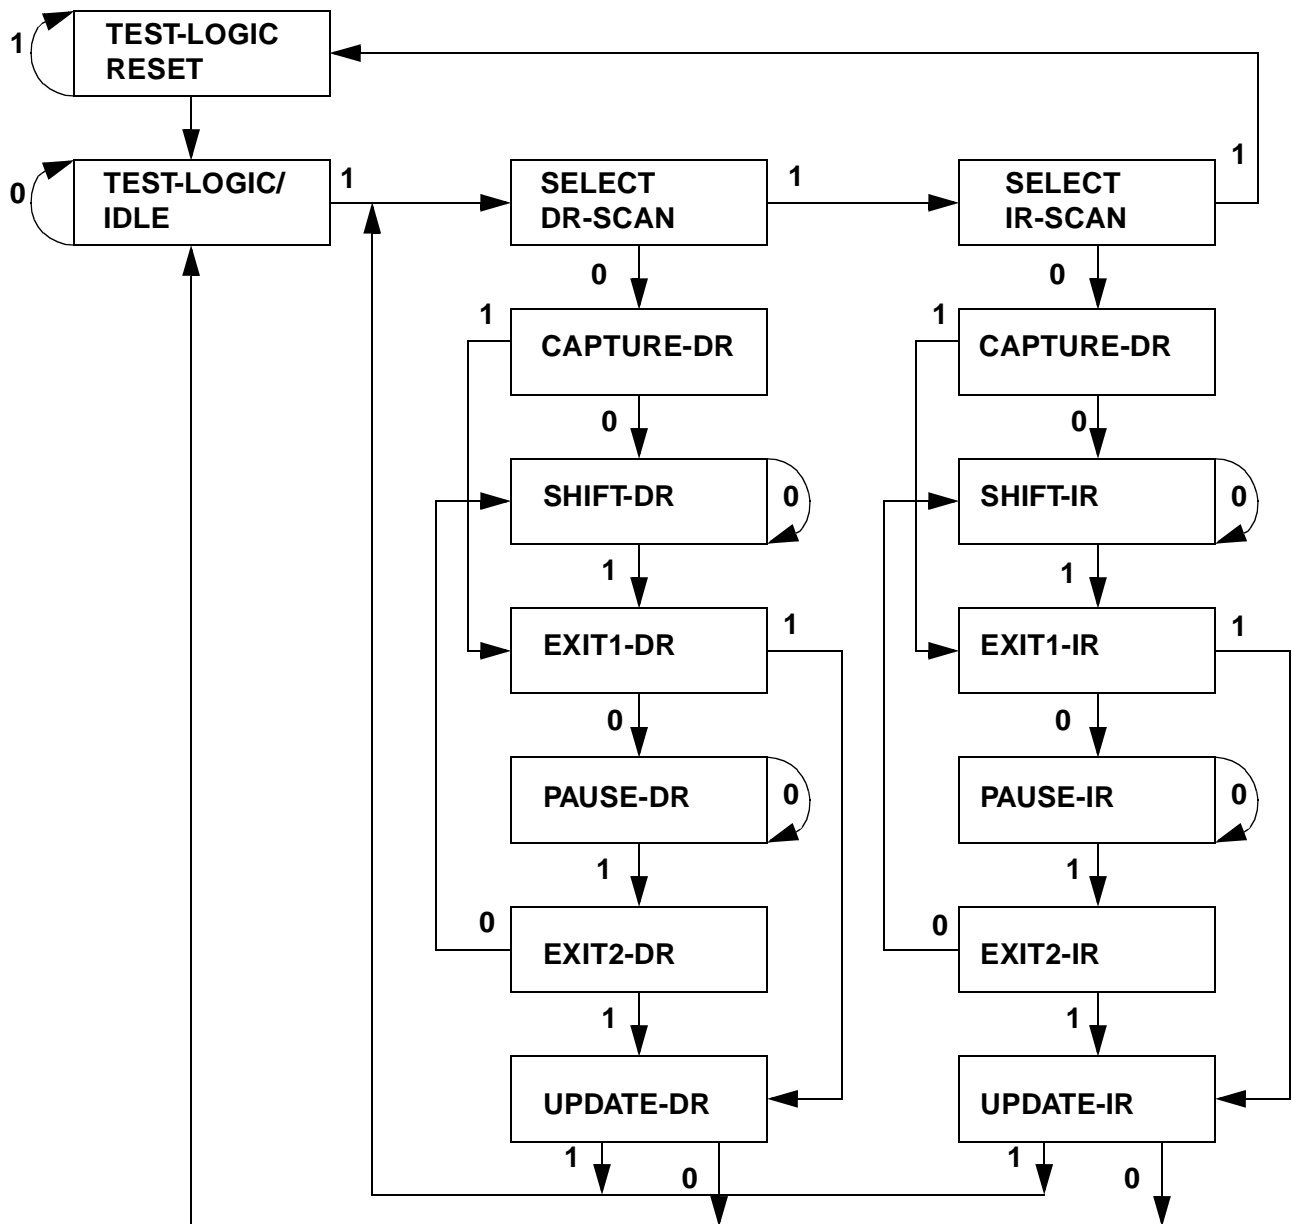 1
TEST-LOGIC
RESET
0
TEST-LOGIC/
IDLE
1
SELECT
DR-SCAN
1
SELECT
IR-SCAN
1
0
0
1
CAPTURE-DR
1
CAPTURE-DR
0
0
SHIFT-DR
0
SHIFT-IR
0
1
1
EXIT1-DR
1
EXIT1-IR
1
0
0
PAUSE-DR
0
PAUSE-IR
0
1
1
0
EXIT2-DR
0
EXIT2-IR
1
1
UPDATE-DR
UPDATE-IR
1
0
1
0